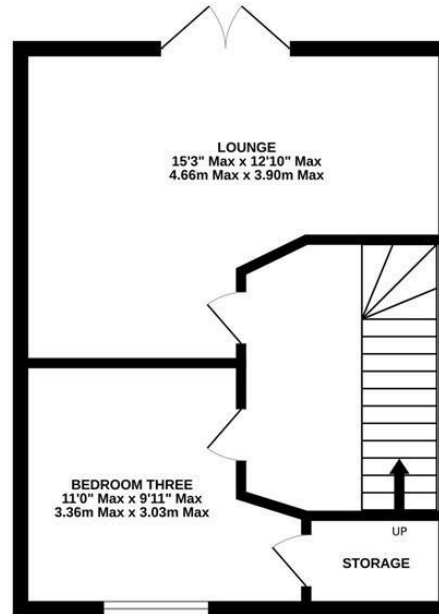 LOUNGE
15'3" Max x 12'10" Max
4.66m Max x 3.90m Max
BEDROOM THREE
11'0" Max x 9'11" Max
3.36m Max x 3.03m Max
UP
STORAGE